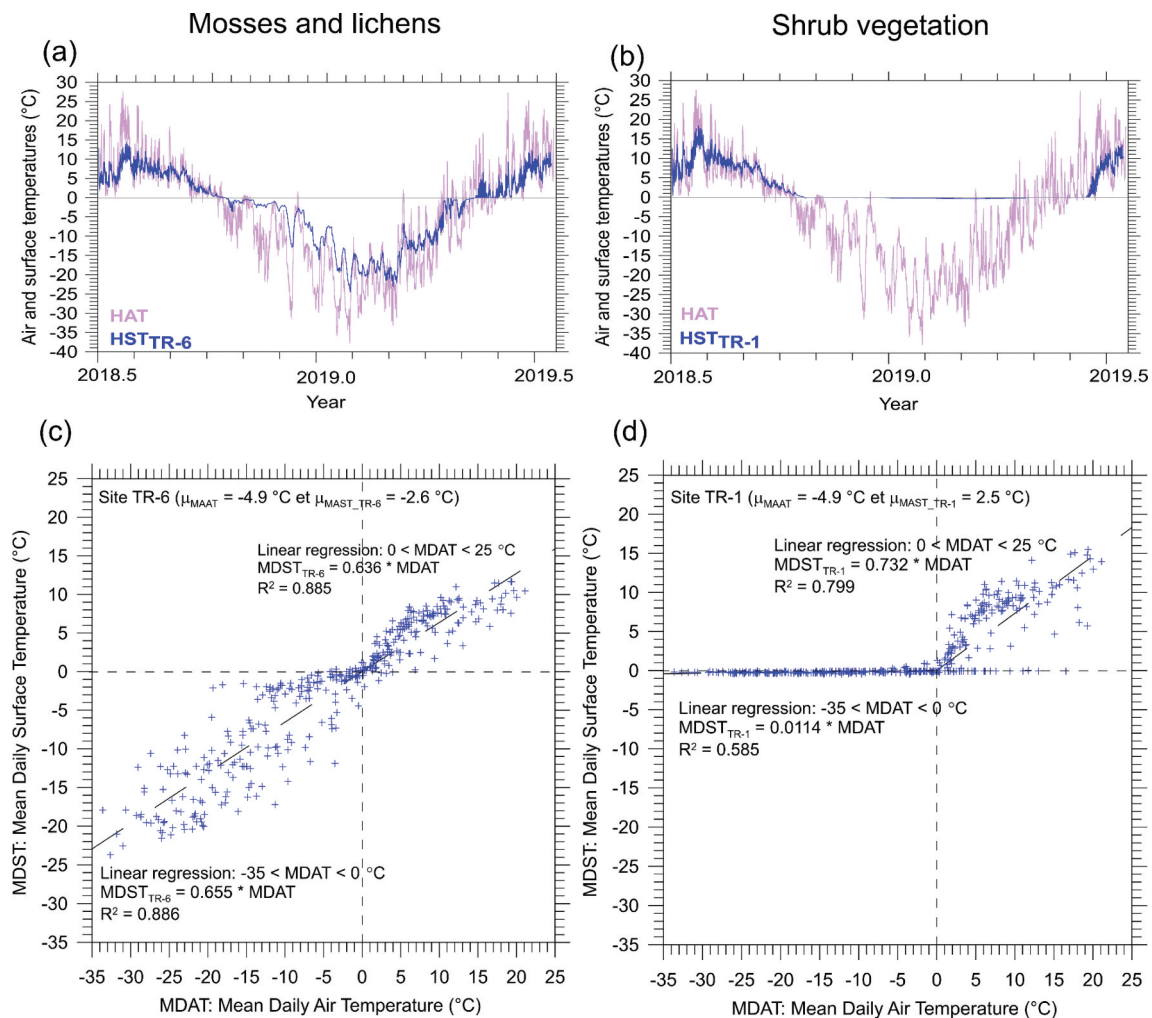 Mosses and lichens
Shrub vegetation
(a)
Air and surface temperatures (°C)
30
25
20
15
10
5
0
-5
-10
-15
-20
-25
-30
-35
-40
HAT
HSTTR-6
2018.5
2019.0
2019.5
Year
(b)
Air and surface temperatures (°C)
30
25
20
15
10
5
0
-5
-10
-15
-20
-25
-30
-35
-40
HAT
HSTTR-1
2018.5
2019.0
2019.5
Year
(c)
MDST: Mean Daily Surface Temperature (°C)
25
20
15
10
5
0
-5
-10
-15
-20
-25
-30
-35
Site TR-6 (μMAAT = -4.9 °C et μMAST_TR-6 = -2.6 °C)
Linear regression: 0 < MDAT < 25 °C
MDSTTR-6 = 0.636 * MDAT
R² = 0.885
Linear regression: -35 < MDAT < 0 °C
MDSTTR-6 = 0.655 * MDAT
R² = 0.886
-35 -30 -25 -20 -15 -10 -5 0 5 10 15 20 25
MDAT: Mean Daily Air Temperature (°C)
(d)
MDST: Mean Daily Surface Temperature (°C)
25
20
15
10
5
0
-5
-10
-15
-20
-25
-30
-35
Site TR-1 (μMAAT = -4.9 °C et μMAST_TR-1 = 2.5 °C)
Linear regression: 0 < MDAT < 25 °C
MDSTTR-1 = 0.732 * MDAT
R² = 0.799
Linear regression: -35 < MDAT < 0 °C
MDSTTR-1 = 0.0114 * MDAT
R² = 0.585
-35 -30 -25 -20 -15 -10 -5 0 5 10 15 20 25
MDAT: Mean Daily Air Temperature (°C)